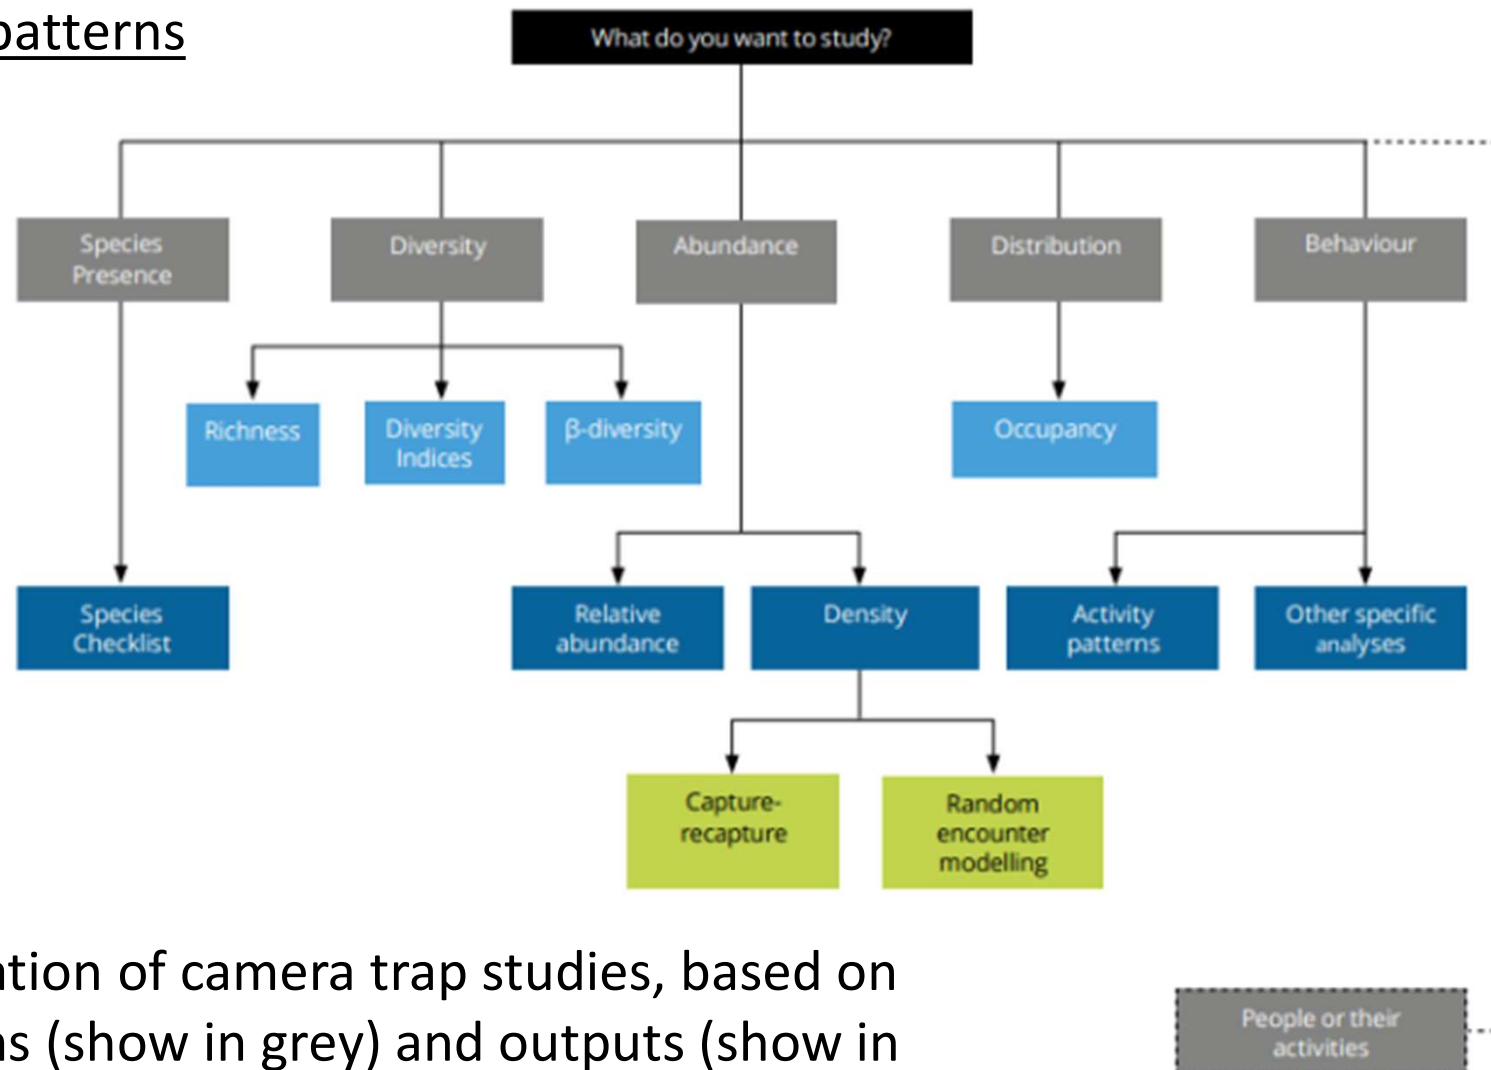 patterns
What do you want to study?
Species
Presence
Diversity
Abundance
Distribution
Behaviour
Richness
Diversity
Indices
β-diversity
Occupancy
Species
Checklist
Relative
abundance
Density
Activity
patterns
Other specific
analyses
Capture-
recapture
Random
encounter
modelling
of camera trap studies, based on
(show in grey) and outputs (show in
People or their
activities